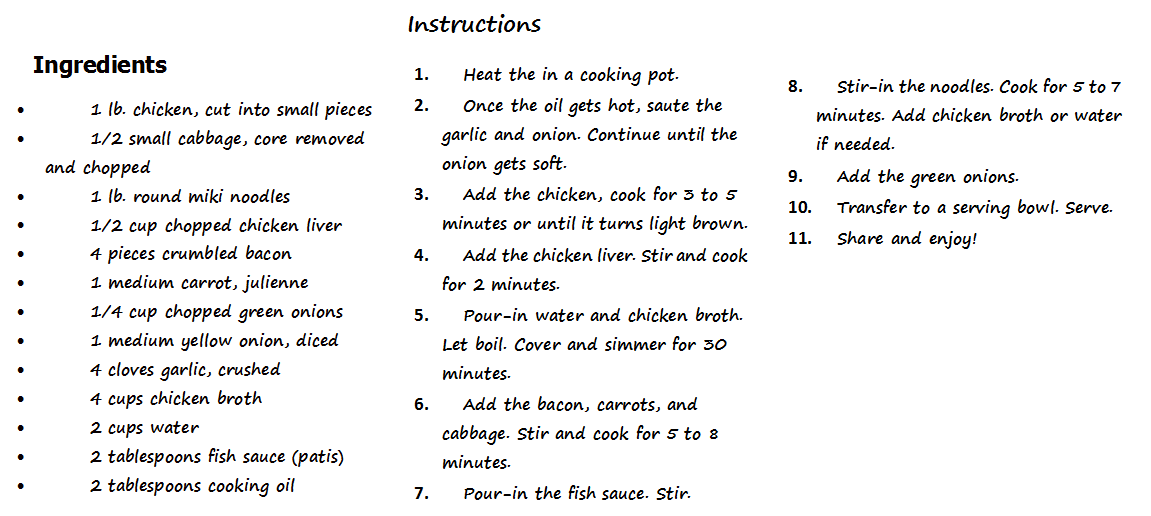 Ingredients
• 1 lb. chicken, cut into small pieces
• 1/2 small cabbage, core removed
and chopped
• 1 lb. round miki noodles
• 1/2 cup chopped chicken liver
• 4 pieces crumbled bacon
• 1 medium carrot, julienne
• 1/4 cup chopped green onions
• 1 medium yellow onion, diced
• 4 cloves garlic, crushed
• 4 cups chicken broth
• 2 cups water
• 2 tablespoons fish sauce (patis)
• 2 tablespoons cooking oil
Instructions
1. Heat the in a cooking pot.
2. Once the oil gets hot, saute the
garlic and onion. Continue until the
onion gets soft.
3. Add the chicken, cook for 3 to 5
minutes or until it turns light brown.
4. Add the chicken liver. Stir and cook
for 2 minutes.
5. Pour-in water and chicken broth.
Let boil. Cover and simmer for 30
minutes.
6. Add the bacon, carrots, and
cabbage. Stir and cook for 5 to 8
minutes.
7. Pour-in the fish sauce. Stir.
8. Stir-in the noodles. Cook for 5 to 7
minutes. Add chicken broth or water
if needed.
9. Add the green onions.
10. Transfer to a serving bowl. Serve.
11. Share and enjoy!